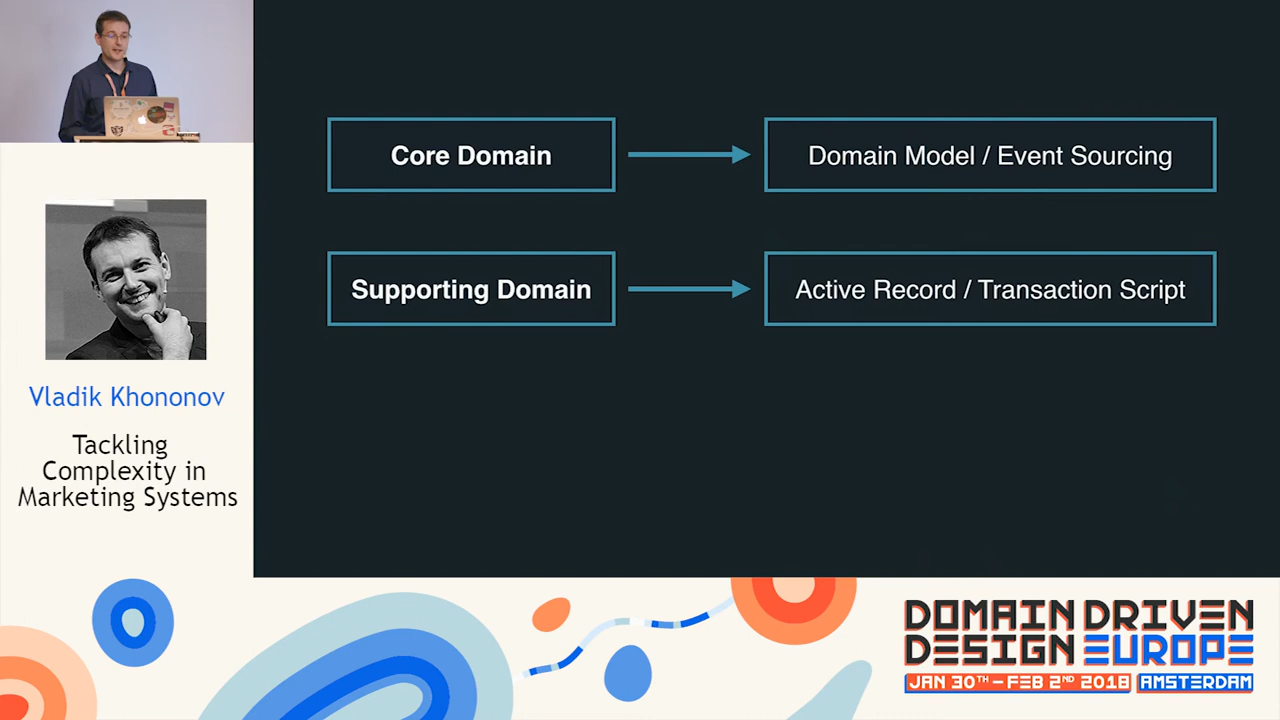 Core Domain
Domain Model / Event Sourcing
Supporting Domain
Active Record / Transaction Script
Vladik Khononov
Tackling
Complexity in
Marketing Systems
DOMAIN DRIVEN
DESIGN EUROPE
JAN 30TH - FEB 2ND 2018 AMSTERDAM